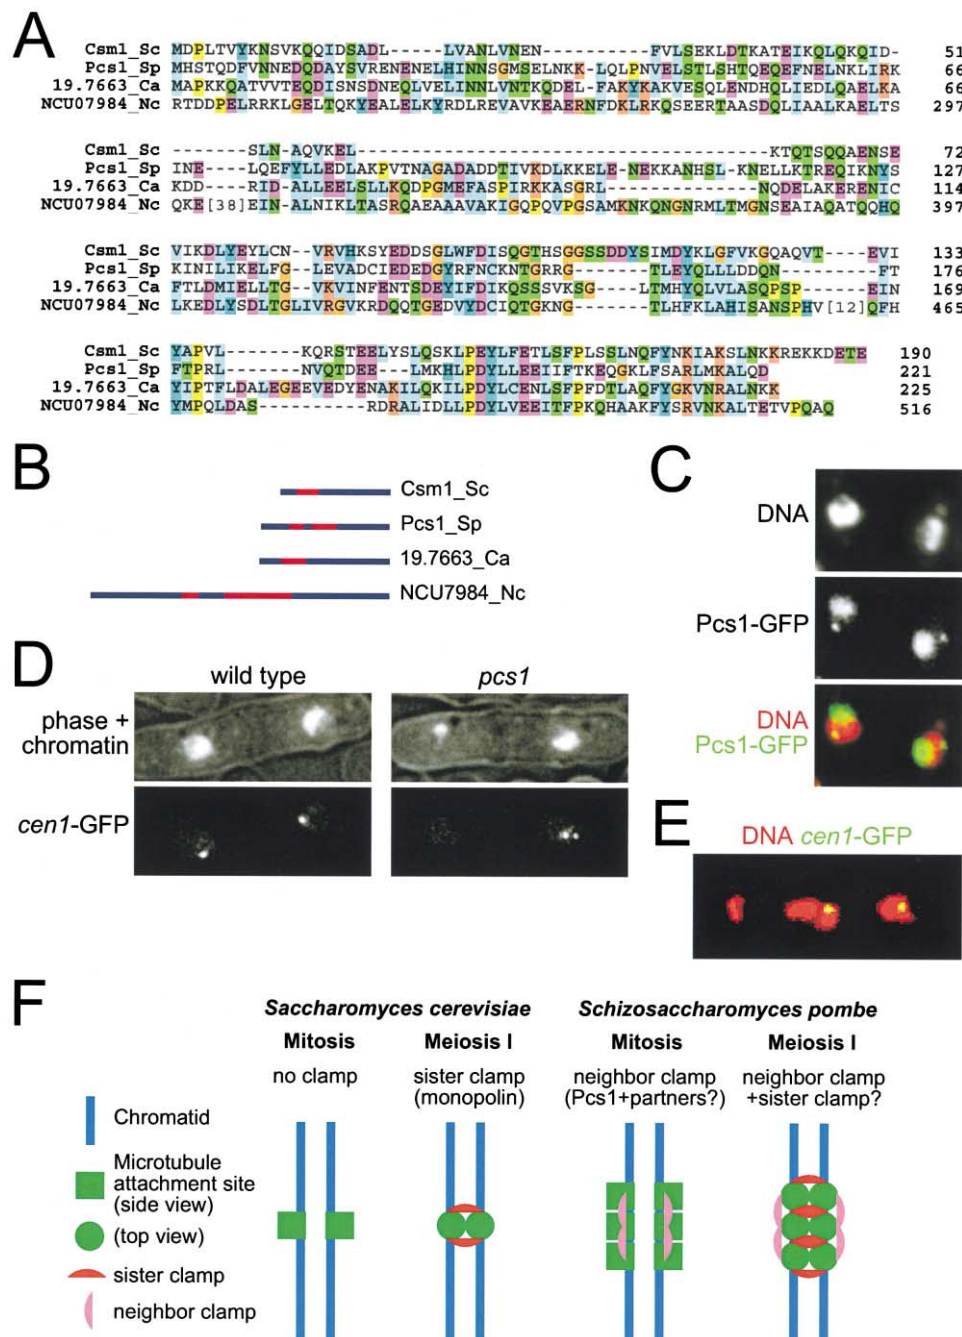 A
Csm1_Sc MDPLTVYKNSVKQQIDSADL-----LVANLVNEN-----------FVLSEKLDTKATEIKQLQKQID- 51
Pcs1_Sp MHSTQDFVNNEDQDAYSVRENENELHINNSGMSELNKK-LQLPNVELSTLSHTQEQEFNELNKLIRK 66
19.7663_Ca MAPKKQATVVTEQDISNSDNEQLVELINNLVNTKQDEL-FAKYKAKVESQLENDHQLIEDLQAELKA 66
NCU07984_Nc RTDDPELRRKLGELTQKYEALELKYRDLREVAVKEAERNFDKLRKQSEERTAASDQLIAALKAELTS 297
Csm1_Sc ------SLN-AQVKEL-------------------------------KTQTSQQAENSE 72
Pcs1_Sp INE----LQEFYLLEDLAKPVTNAGADADDTIVKDLKKELE-NEKKANHSL-KNELLKTREQIKNYS 127
19.7663_Ca KDD----RID-ALLEELSLLKQDPGMEFASPIRKKASGRL------------NQDELAKERENIC 114
NCU07984_Nc QKE[38]EIN-ALNIKLTASRQAEAAAVAKIGQPQVPGSAMKNKQNGNRMLTMGNSEAIAQATQQHQ 397
Csm1_Sc VIKDLYEYLCN--VRVHKSYEDDSGLWFDISQGTHSGGSSDDYSIMDYKLGFVKGQAQVT----EVI 133
Pcs1_Sp KINILIKELFG--LEVADCIEDEDGYRFNCKNTGRRG-------TLEYQLLLDDQN-------FT 176
19.7663_Ca FTLDMIELLTG--VKVINFENTSDEYIFDIKQSSSVKSG-----LTMHYQLVLASQPSP----EIN 169
NCU07984_Nc LKEDLYSDLTGLIVRGVKRDQQTGEDVYDCIQTGKNG-------TLHFKLAHISANSPHV[12]QFH 465
Csm1_Sc YAPVL-------KQRSTEELYSLQSKLPEYLFETLSFPLSSLNQFYNKIAKSLNKKREKKDETE 190
Pcs1_Sp FTPRL-------NVQTDEE---LMKHLPDYLLEEIIFTKEQGKLFSARLMKALQD 221
19.7663_Ca YIPTFLDALEGEEVEDYENAKILQKKLPDYLCENLSFPFDTLAQFYGKVNRALNKK 225
NCU07984_Nc YMPQLDAS---------RDRALIDLLPDYLVEEITFPKQHAAKFYSRVNKALTETVPQAQ 516
B
Csm1_Sc
Pcs1_Sp
19.7663_Ca
NCU7984_Nc
C
DNA
Pcs1-GFP
DNA
Pcs1-GFP
D
wild type pcs1
phase +
chromatin
cen1-GFP
E
DNA cen1-GFP
F
Saccharomyces cerevisiae Schizosaccharomyces pombe
Mitosis Meiosis I Mitosis Meiosis I
no clamp
sister clamp
(monopolin)
neighbor clamp
(Pcs1+partners?)
neighbor clamp
+sister clamp?
Chromatid
Microtubule
attachment site
(side view)
(top view)
sister clamp
neighbor clamp